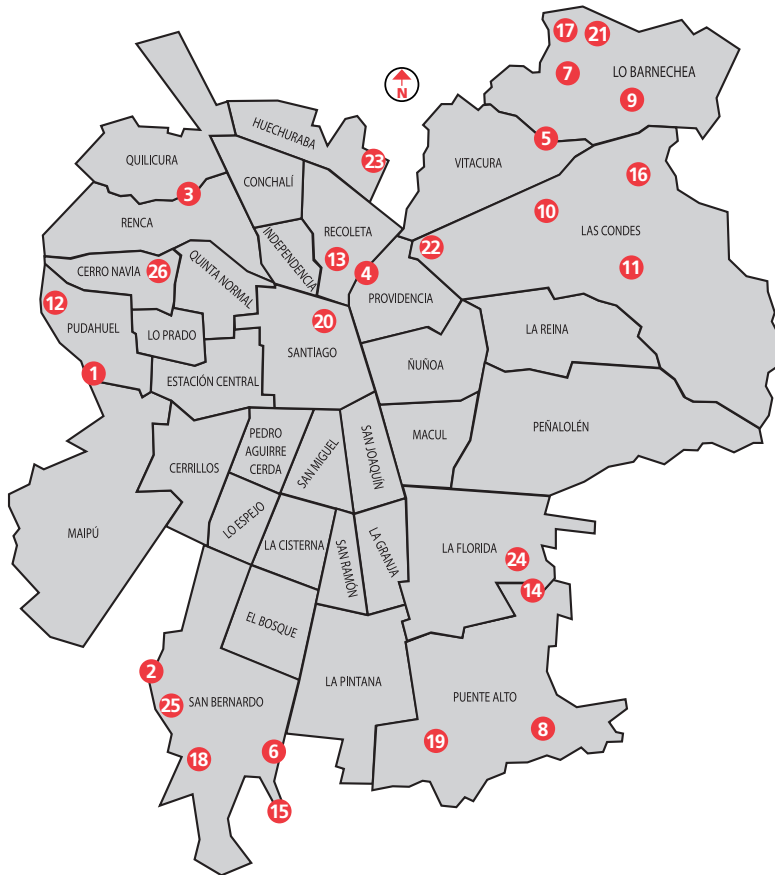 17
21
7
LO BARNECHEA
9
N
HUECHURABA
23
5
VITACURA
QUILICURA
CONCHALÍ
16
3
10
RENCA
RECOLETA
INDEPENDENCIA
LAS CONDES
22
13
4
11
CERRO NAVIA
26
QUINTA NORMAL
PROVIDENCIA
12
PUDAHUEL
LO PRADO
20
SANTIAGO
LA REINA
1
ESTACIÓN CENTRAL
ÑUÑOA
PEÑALOLÉN
PEDRO
AGUIRRE
CERDA
SAN MIGUEL
SAN JOAQUÍN
MACUL
CERRILLOS
MAIPÚ
LO ESPEJO
LA CISTERNA
SAN RAMÓN
LA GRANJA
LA FLORIDA
24
14
EL BOSQUE
2
LA PINTANA
25
SAN BERNARDO
PUENTE ALTO
8
19
6
18
15